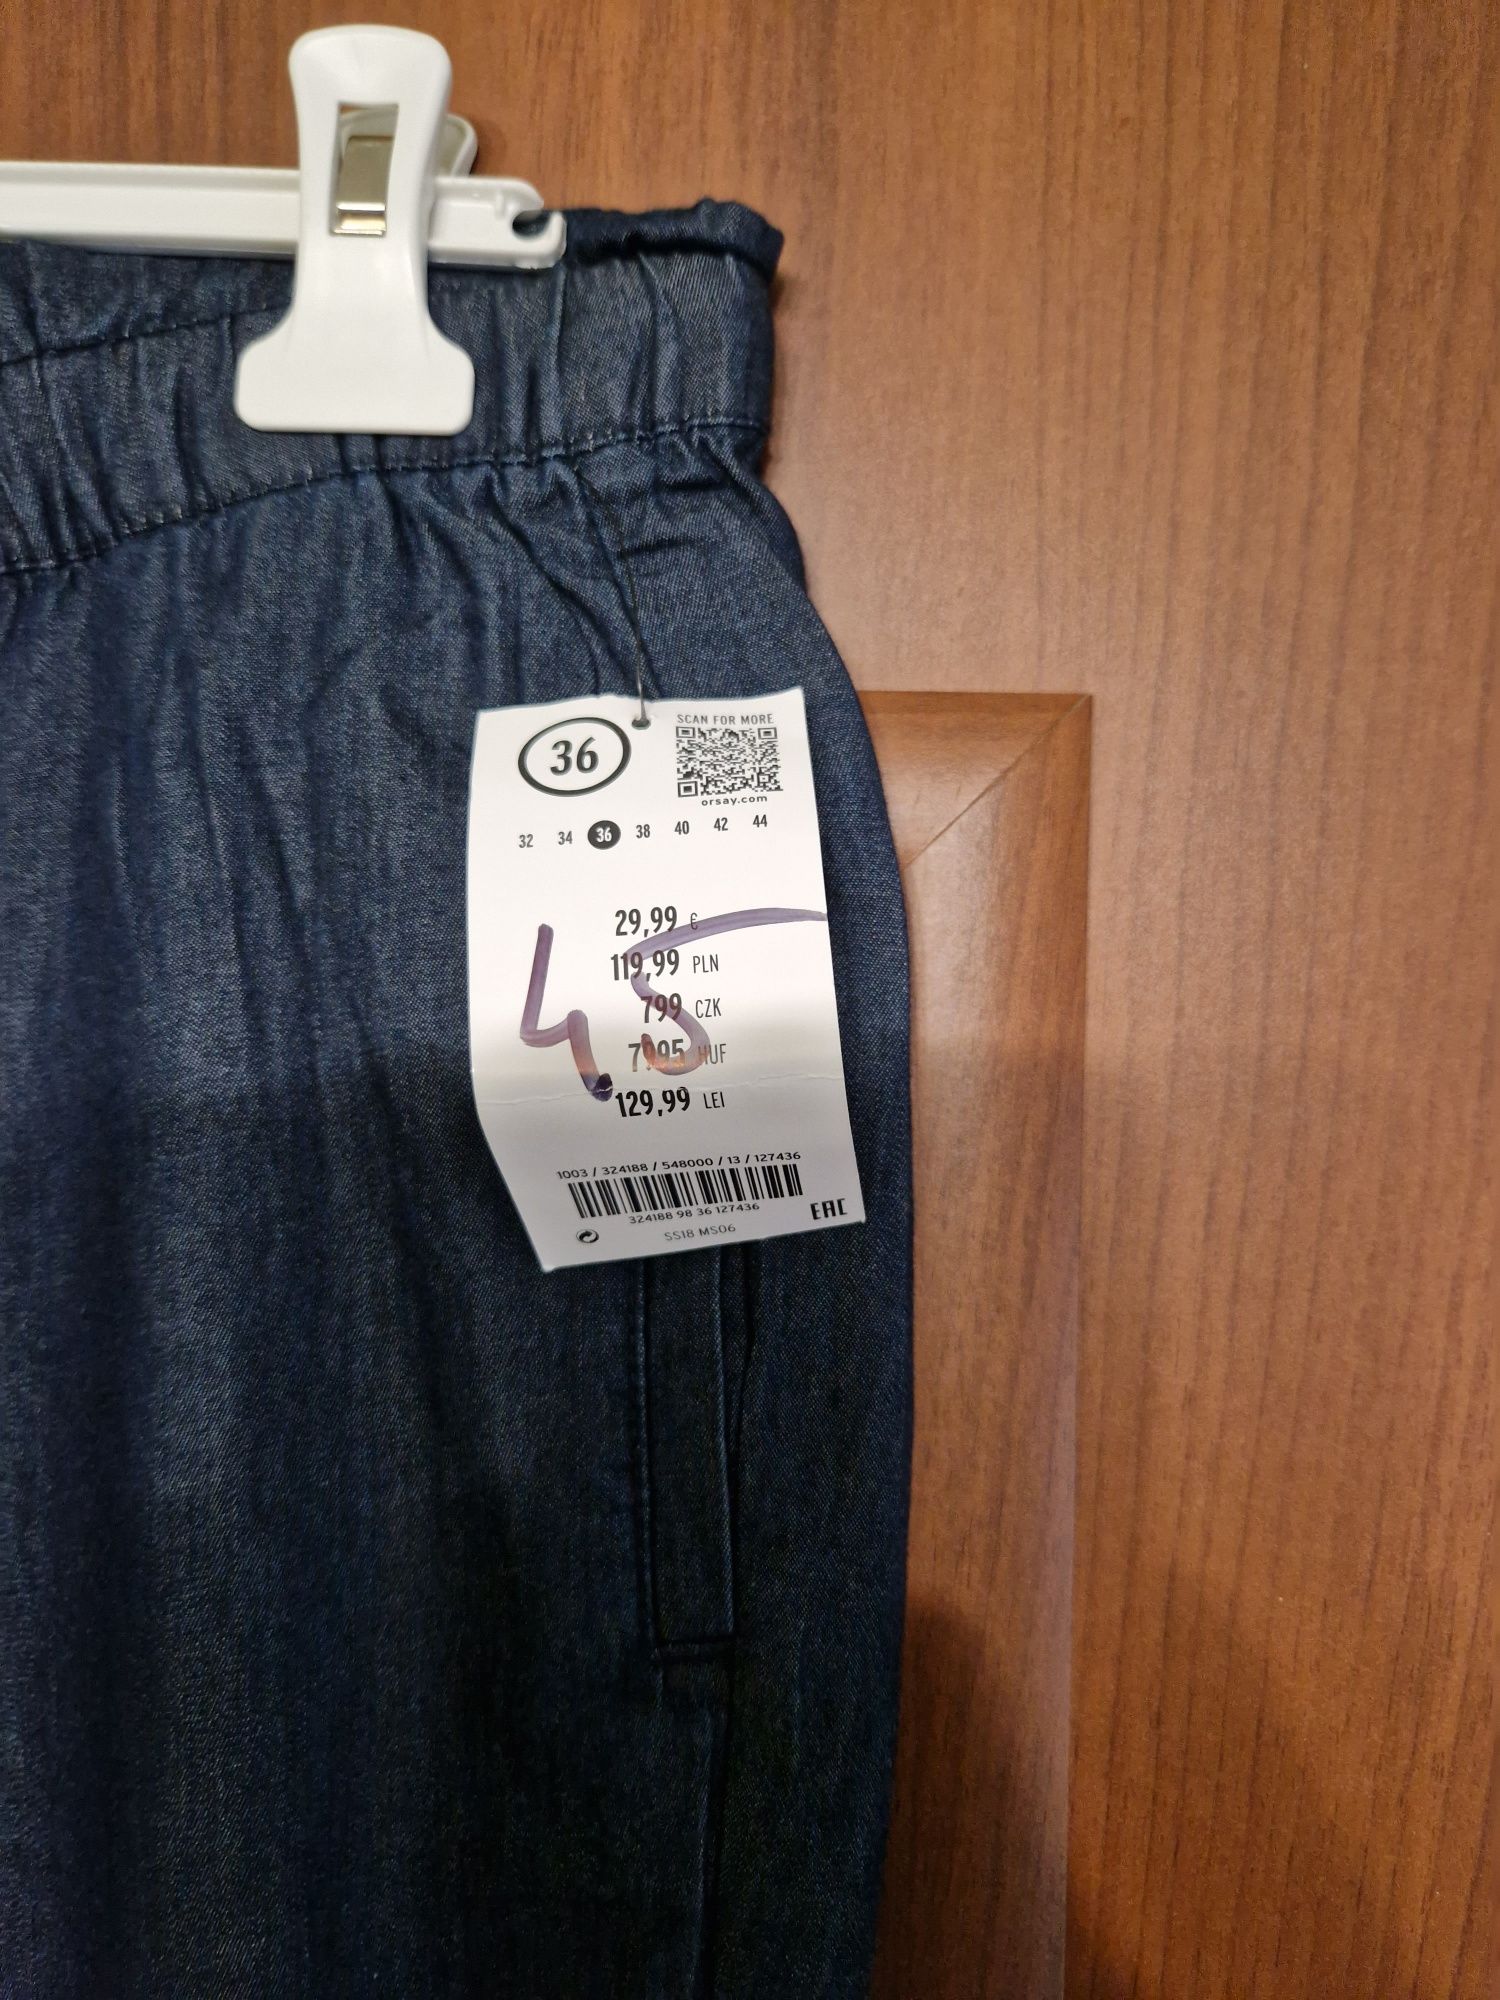 36
SCAN FOR MORE
orsay.com
32 34 36 38 40 42 44
29,99 €
119,99 PLN
45
799 CZK
7995 HUF
129,99 LEI
1003 / 324188 / 548000 / 13 / 127436
324188 98 36 127436
SS18 MS06
EAC